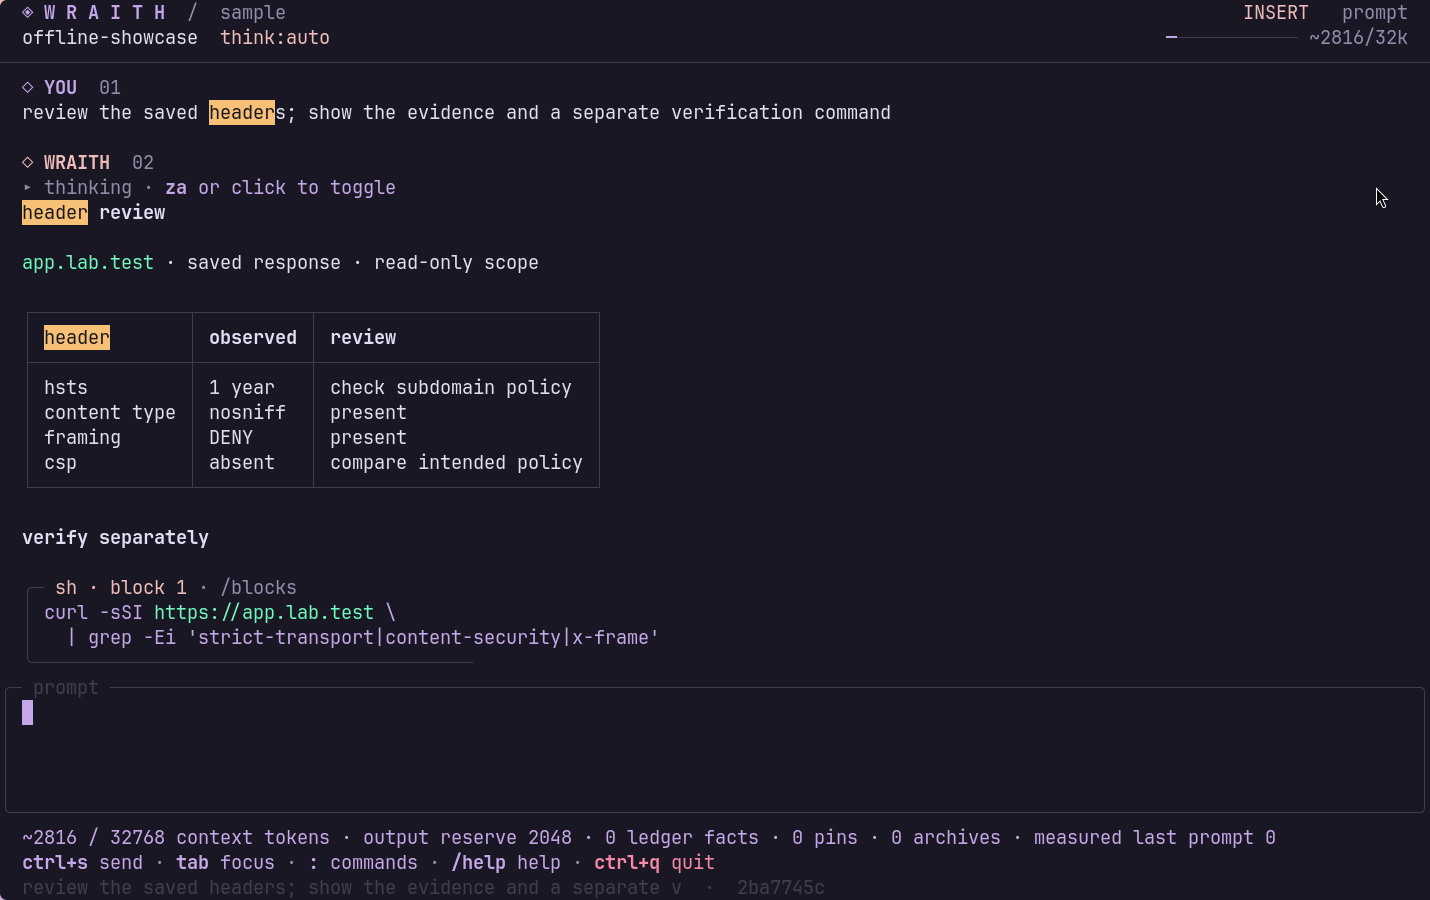 ◈ W R A I T H / sample INSERT prompt
offline-showcase think:auto ~2816/32k
◇ YOU 01
review the saved headers; show the evidence and a separate verification command
◇ WRAITH 02
▸ thinking · za or click to toggle
header review
app.lab.test · saved response · read-only scope
header observed review
hsts 1 year check subdomain policy
content type nosniff present
framing DENY present
csp absent compare intended policy
verify separately
sh · block 1 · /blocks
curl -sSI https://app.lab.test \
| grep -Ei 'strict-transport|content-security|x-frame'
prompt
~2816 / 32768 context tokens · output reserve 2048 · 0 ledger facts · 0 pins · 0 archives · measured last prompt 0
ctrl+s send · tab focus · : commands · /help help · ctrl+q quit
review the saved headers; show the evidence and a separate v · 2ba7745c